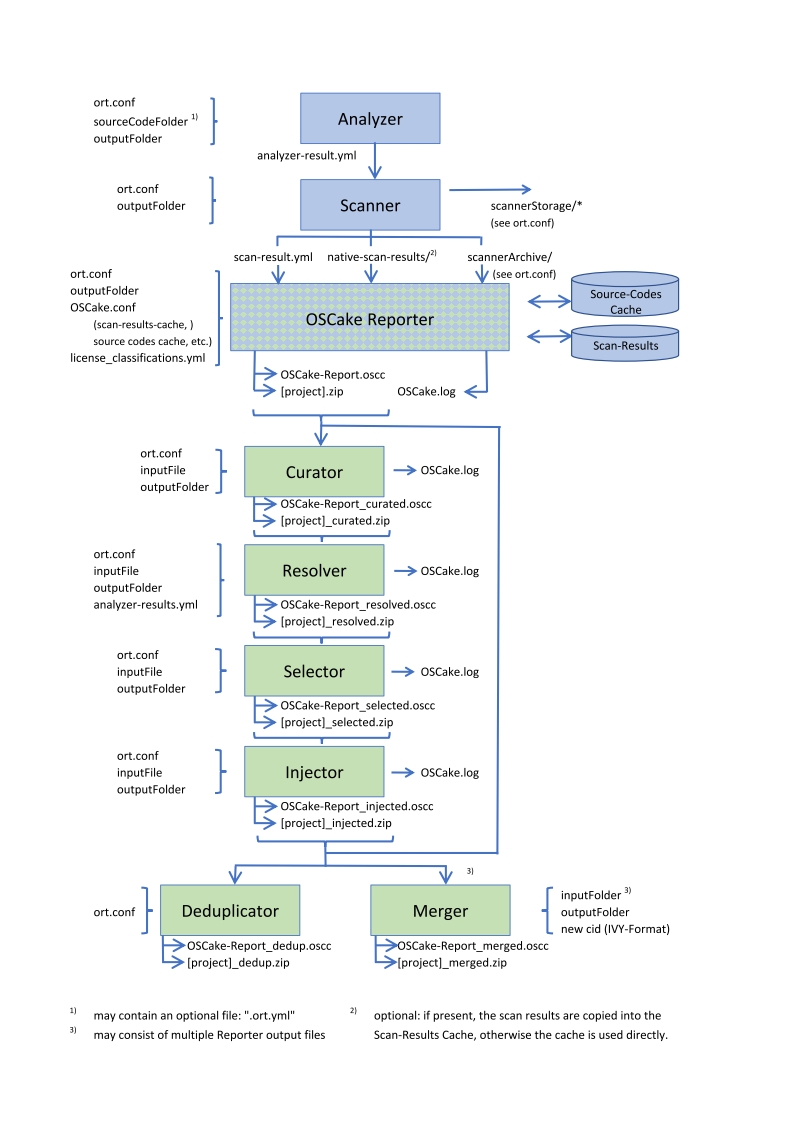 ort.conf
sourceCodeFolder 1)
outputFolder
Analyzer
analyzer-result.yml
ort.conf
outputFolder
Scanner
scannerStorage/*
(see ort.conf)
scan-result.yml
native-scan-results/2)
scannerArchive/
(see ort.conf)
ort.conf
outputFolder
OSCake.conf
(scan-results-cache, )
source codes cache, etc.)
license_classifications.yml
OSCake Reporter
Source-Codes
Cache
Scan-Results
OSCake-Report.oscc
[project].zip
OSCake.log
ort.conf
inputFile
outputFolder
Curator
OSCake.log
OSCake-Report_curated.oscc
[project]_curated.zip
ort.conf
inputFile
outputFolder
analyzer-results.yml
Resolver
OSCake.log
OSCake-Report_resolved.oscc
[project]_resolved.zip
ort.conf
inputFile
outputFolder
Selector
OSCake.log
OSCake-Report_selected.oscc
[project]_selected.zip
ort.conf
inputFile
outputFolder
Injector
OSCake.log
OSCake-Report_injected.oscc
[project]_injected.zip
3)
ort.conf
Deduplicator
Merger
inputFolder 3)
outputFolder
new cid (IVY-Format)
OSCake-Report_dedup.oscc
[project]_dedup.zip
OSCake-Report_merged.oscc
[project]_merged.zip
1) may contain an optional file: ".ort.yml"
3) may consist of multiple Reporter output files
2) optional: if present, the scan results are copied into the
Scan-Results Cache, otherwise the cache is used directly.